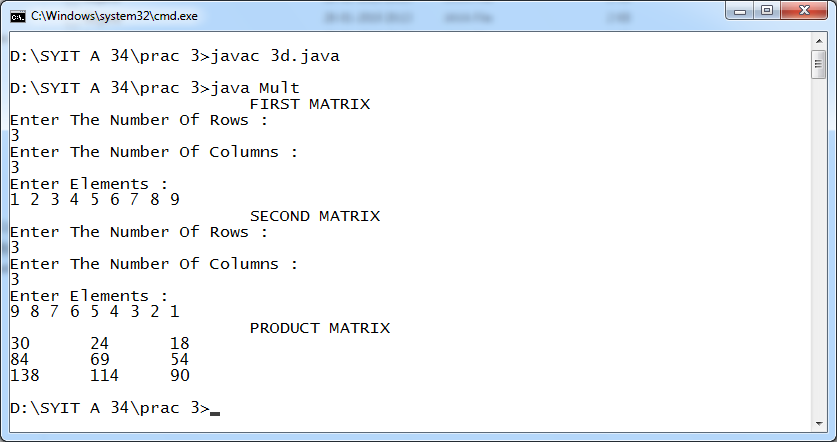 C:\Windows\system32\cmd.exe
D:\SYIT A 34\prac 3>javac 3d.java
D:\SYIT A 34\prac 3>java Mult
FIRST MATRIX
Enter The Number Of Rows :
3
Enter The Number Of Columns :
3
Enter Elements :
1 2 3 4 5 6 7 8 9
SECOND MATRIX
Enter The Number Of Rows :
3
Enter The Number Of Columns :
3
Enter Elements :
9 8 7 6 5 4 3 2 1
PRODUCT MATRIX
30 24 18
84 69 54
138 114 90
D:\SYIT A 34\prac 3>_